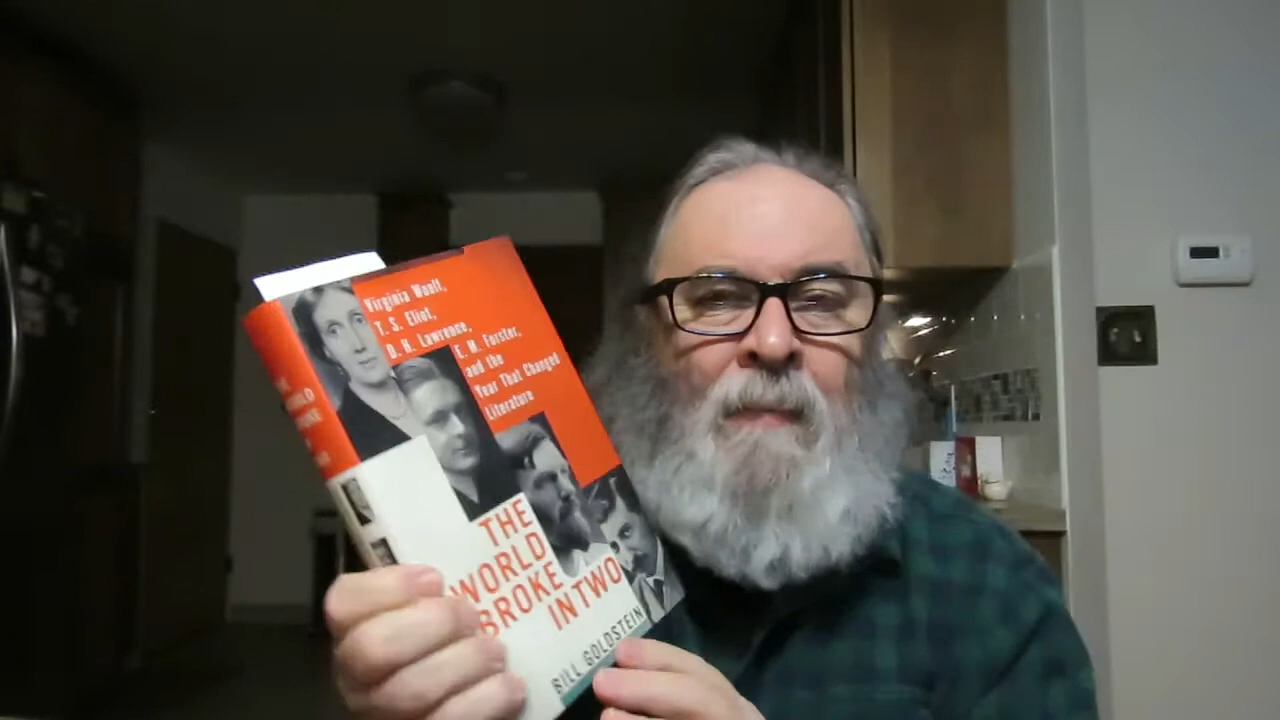 Virginia Woolf,
T. S. Eliot,
D. H. Lawrence,
E. M. Forster,
and the
Year That Changed
Literature
THE
WORLD
BROKE
IN TWO
BILL GOLDSTEIN